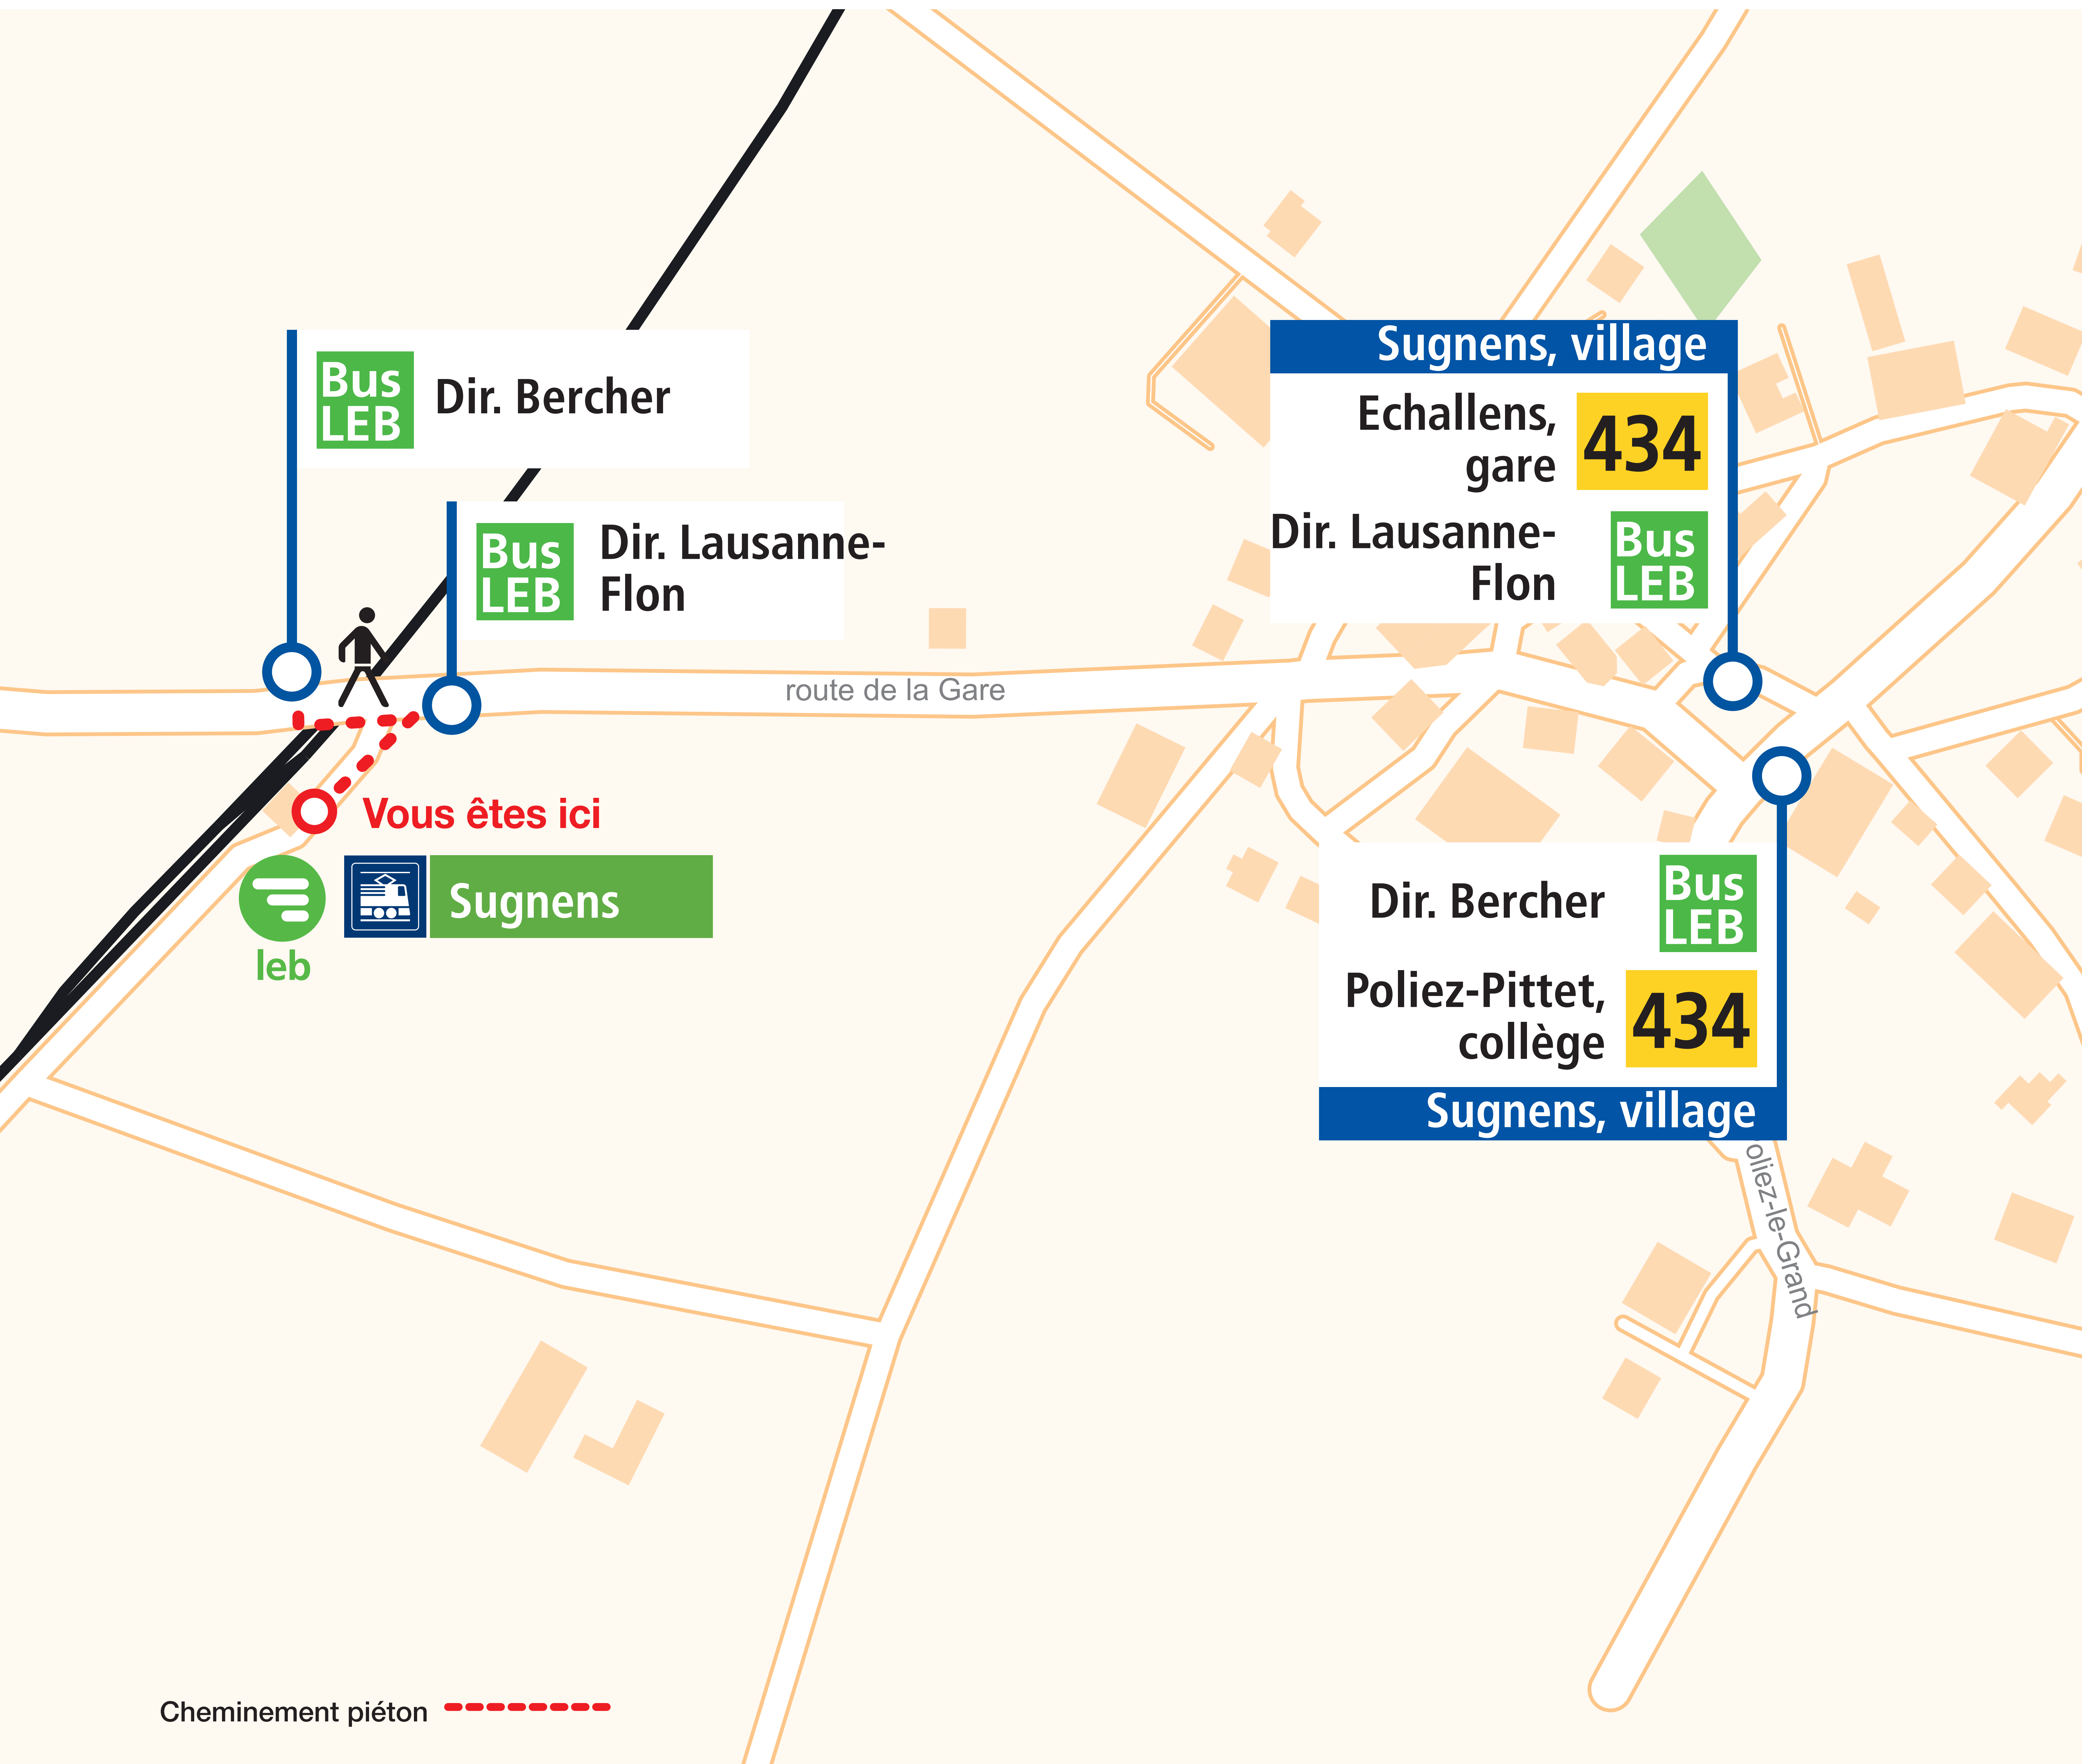 Bus
LEB
Dir. Bercher
Bus
LEB
Dir. Lausanne-
Flon
Sugnens, village
Echallens,
gare
434
Dir. Lausanne-
Flon
Bus
LEB
route de la Gare
Vous êtes ici
leb
Sugnens
Dir. Bercher
Bus
LEB
Poliez-Pittet,
collège
434
Sugnens, village
oliez-le-Grand
Cheminement piéton